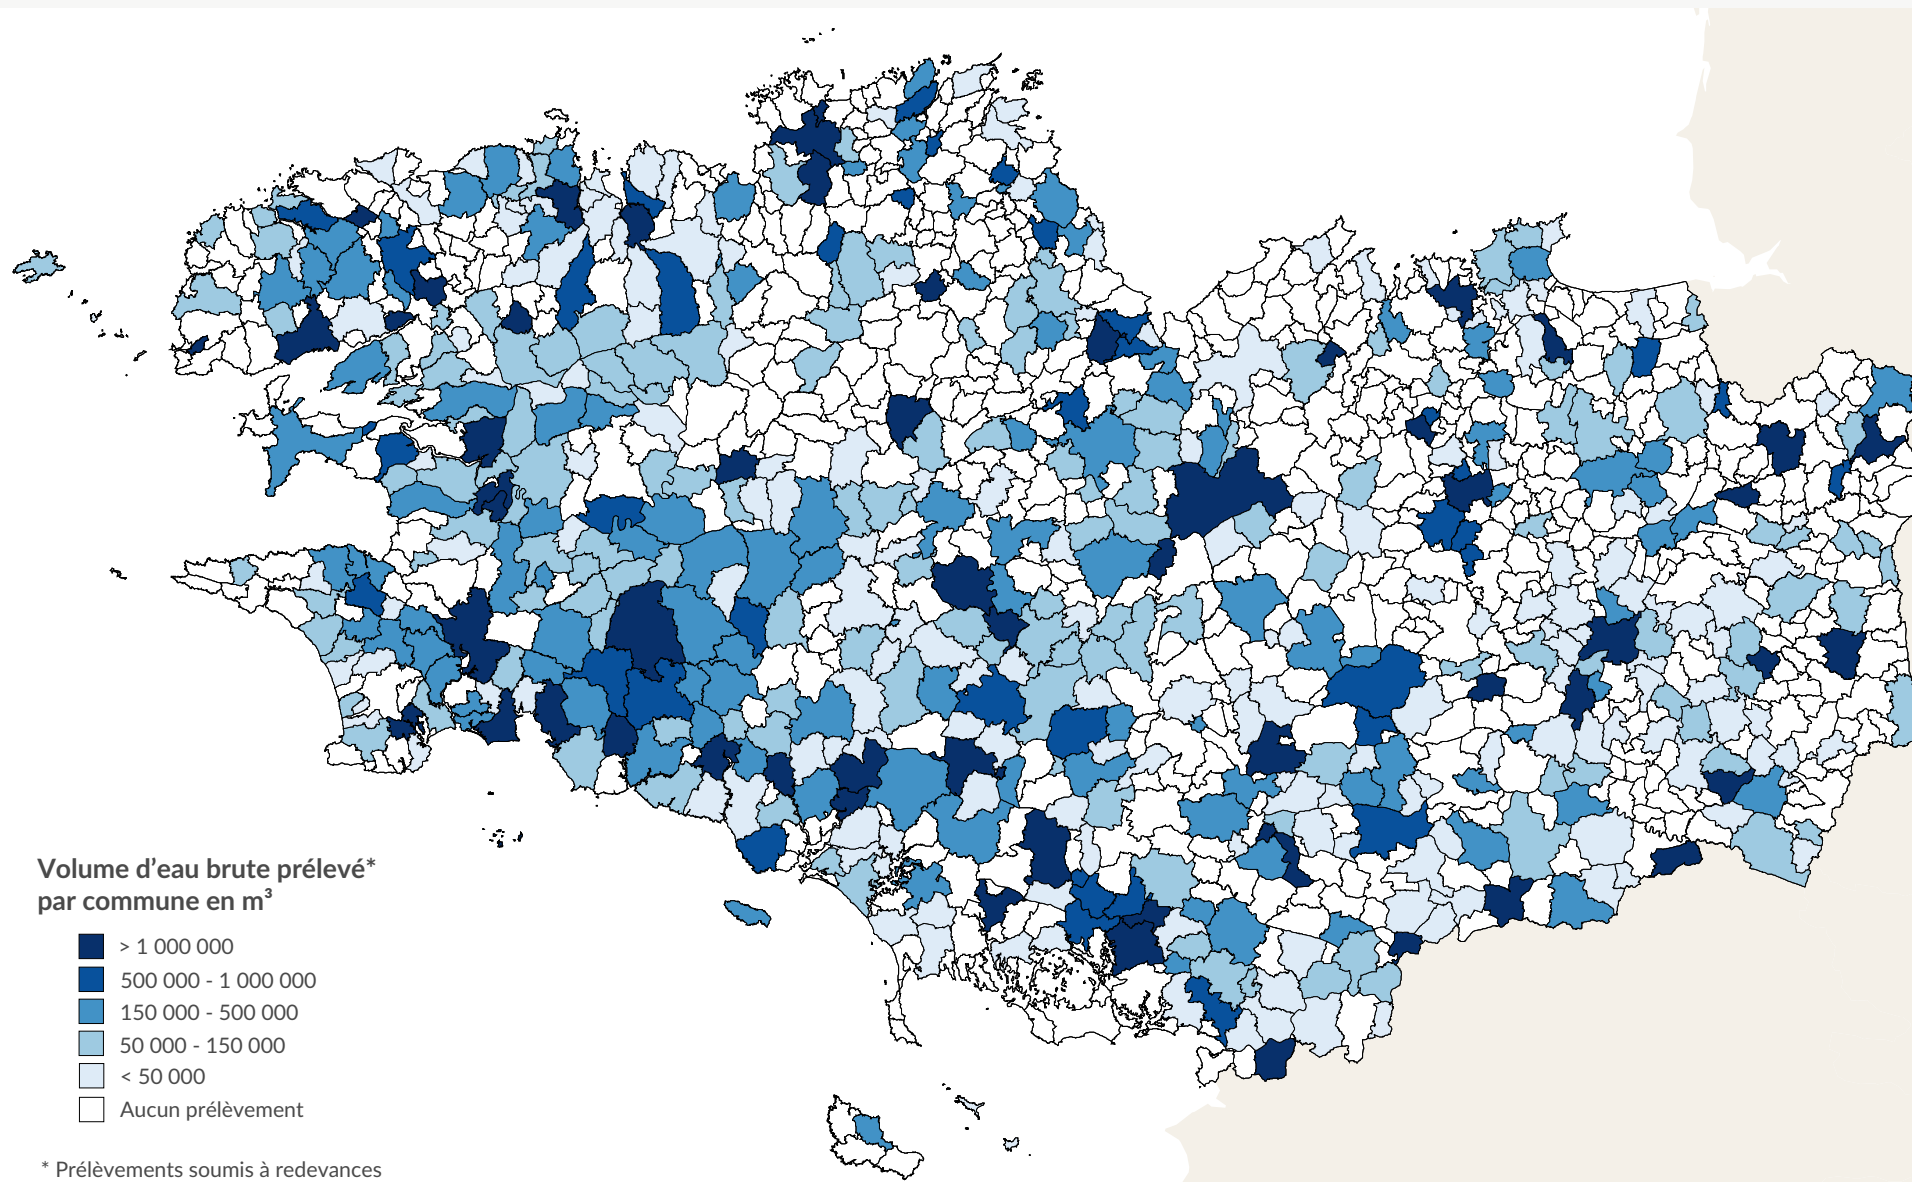 Volume d’eau brute prélevé*
par commune en m³
> 1 000 000
500 000 - 1 000 000
150 000 - 500 000
50 000 - 150 000
< 50 000
Aucun prélèvement
* Prélèvements soumis à redevances